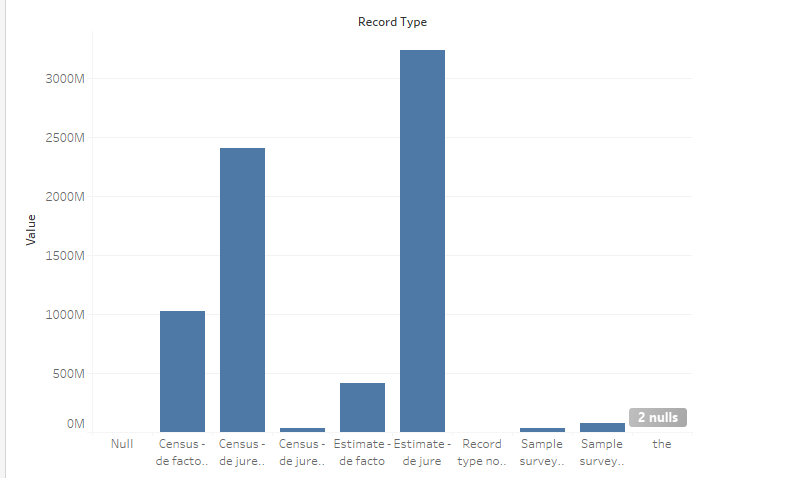 Record Type
3000M
2500M
2000M
1500M
1000M
500M
0M
Value
2 nulls
Null
Census -
de facto..
Census -
de jure..
Census -
de jure..
Estimate -
de facto
Estimate -
de jure
Record
type no..
Sample
survey..
Sample
survey..
the